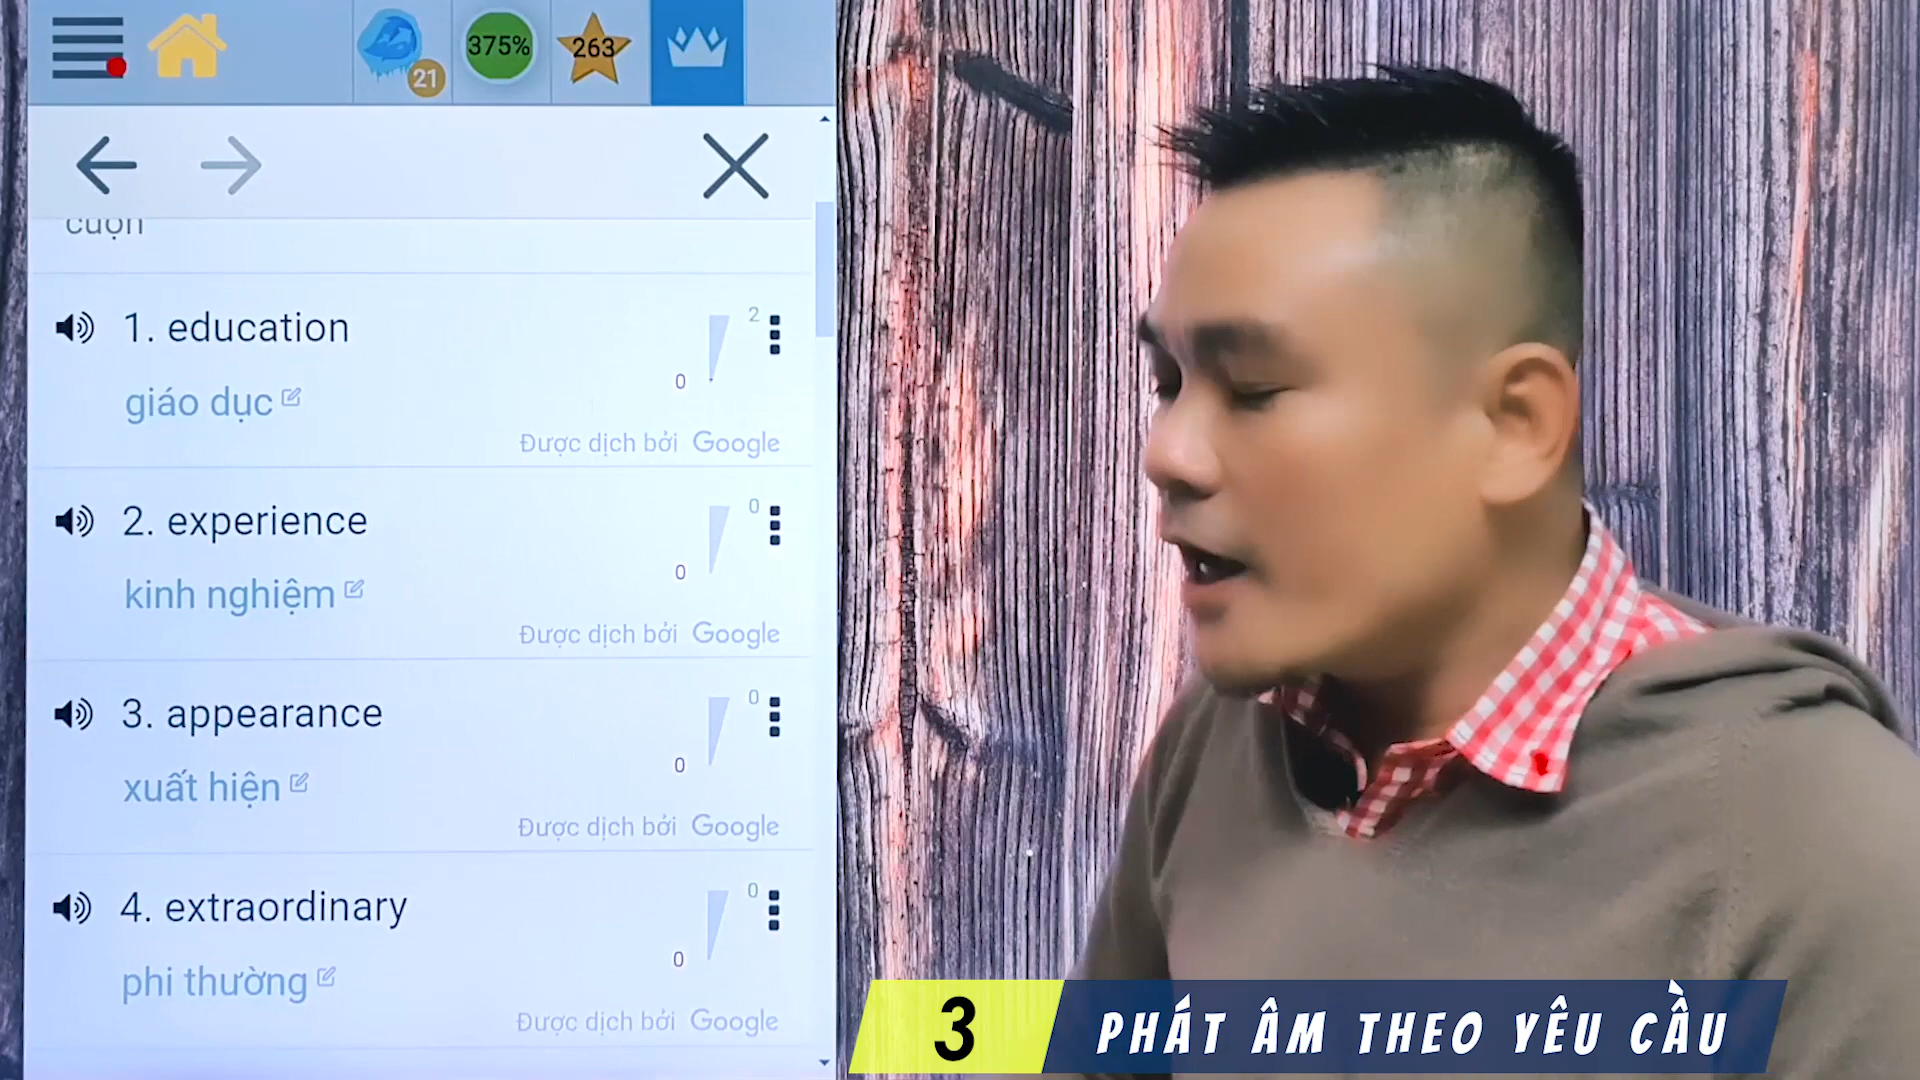 21
375%
263
cuộn
1. education
2
0
giáo dục
Được dịch bởi Google
2. experience
0
0
kinh nghiệm
Được dịch bởi Google
3. appearance
0
0
xuất hiện
Được dịch bởi Google
4. extraordinary
0
0
phi thường
Được dịch bởi Google
3 PHÁT ÂM THEO YÊU CẦU